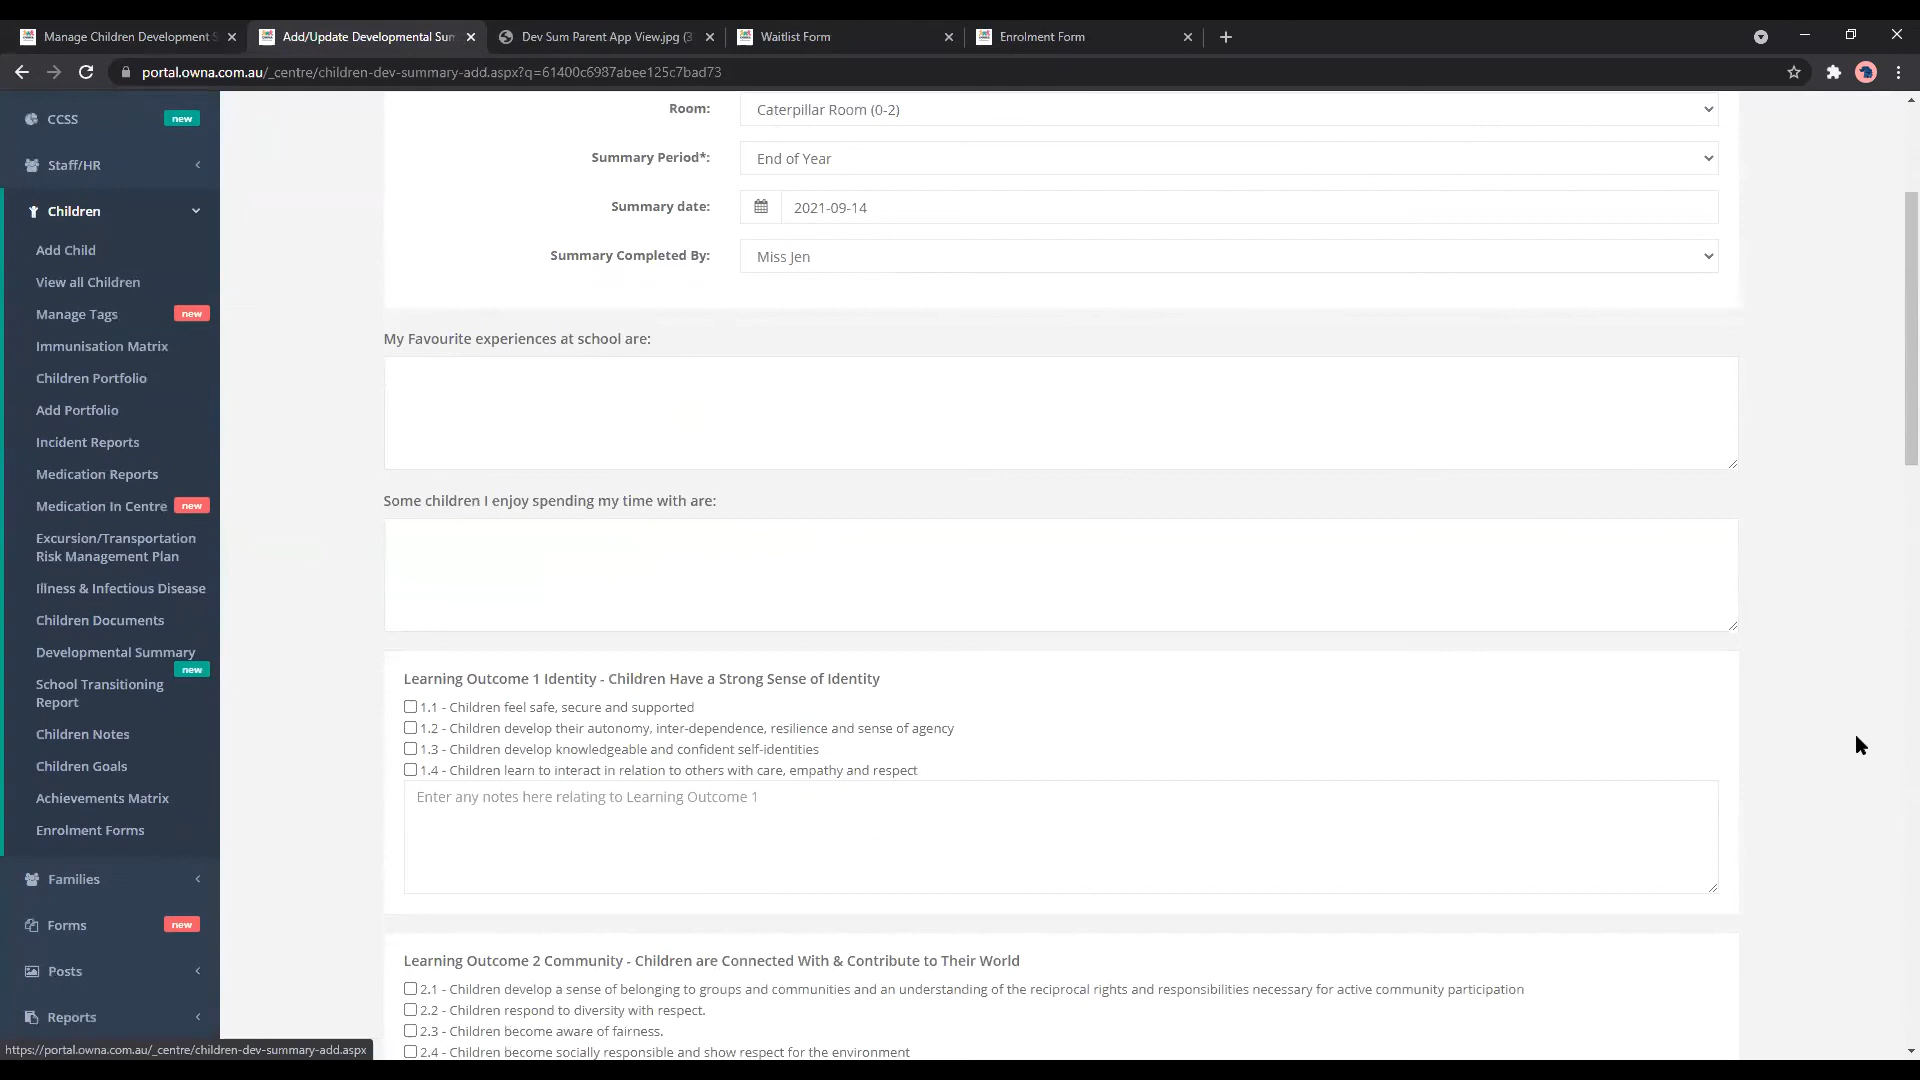 Manage Children Development S
Add/Update Developmental Sum
Dev Sum Parent App View.jpg (3
Waitlist Form
Enrolment Form
portal.owna.com.au/_centre/children-dev-summary-add.aspx?q=61400c6987abee125c7bad73
CCSS new
Staff/HR
Children
Add Child
View all Children
Manage Tags new
Immunisation Matrix
Children Portfolio
Add Portfolio
Incident Reports
Medication Reports
Medication In Centre new
Excursion/Transportation
Risk Management Plan
Illness & Infectious Disease
Children Documents
Developmental Summary
new
School Transitioning
Report
Children Notes
Children Goals
Achievements Matrix
Enrolment Forms
Families
Forms new
Posts
Reports
https://portal.owna.com.au/_centre/children-dev-summary-add.aspx
Room: Caterpillar Room (0-2)
Summary Period*: End of Year
Summary date: 2021-09-14
Summary Completed By: Miss Jen
My Favourite experiences at school are:
Some children I enjoy spending my time with are:
Learning Outcome 1 Identity - Children Have a Strong Sense of Identity
1.1 - Children feel safe, secure and supported
1.2 - Children develop their autonomy, inter-dependence, resilience and sense of agency
1.3 - Children develop knowledgeable and confident self-identities
1.4 - Children learn to interact in relation to others with care, empathy and respect
Enter any notes here relating to Learning Outcome 1
Learning Outcome 2 Community - Children are Connected With & Contribute to Their World
2.1 - Children develop a sense of belonging to groups and communities and an understanding of the reciprocal rights and responsibilities necessary for active community participation
2.2 - Children respond to diversity with respect.
2.3 - Children become aware of fairness.
2.4 - Children become socially responsible and show respect for the environment